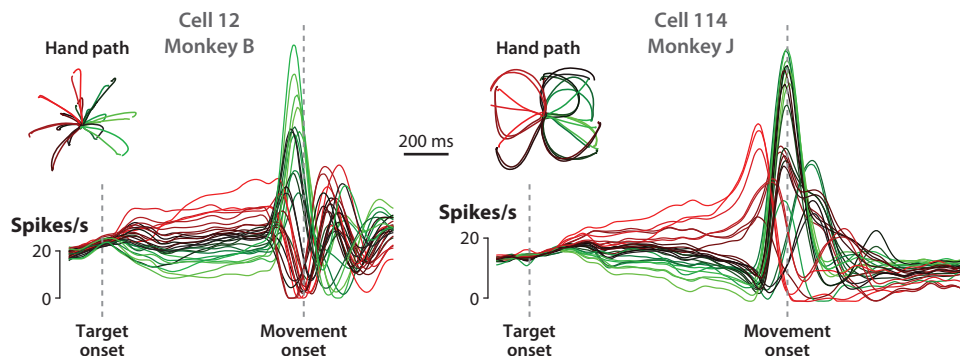 Cell 12
Monkey B
Hand path
Spikes/s
20
0
Target
onset
Movement
onset
200 ms
Cell 114
Monkey J
Hand path
Spikes/s
20
0
Target
onset
Movement
onset